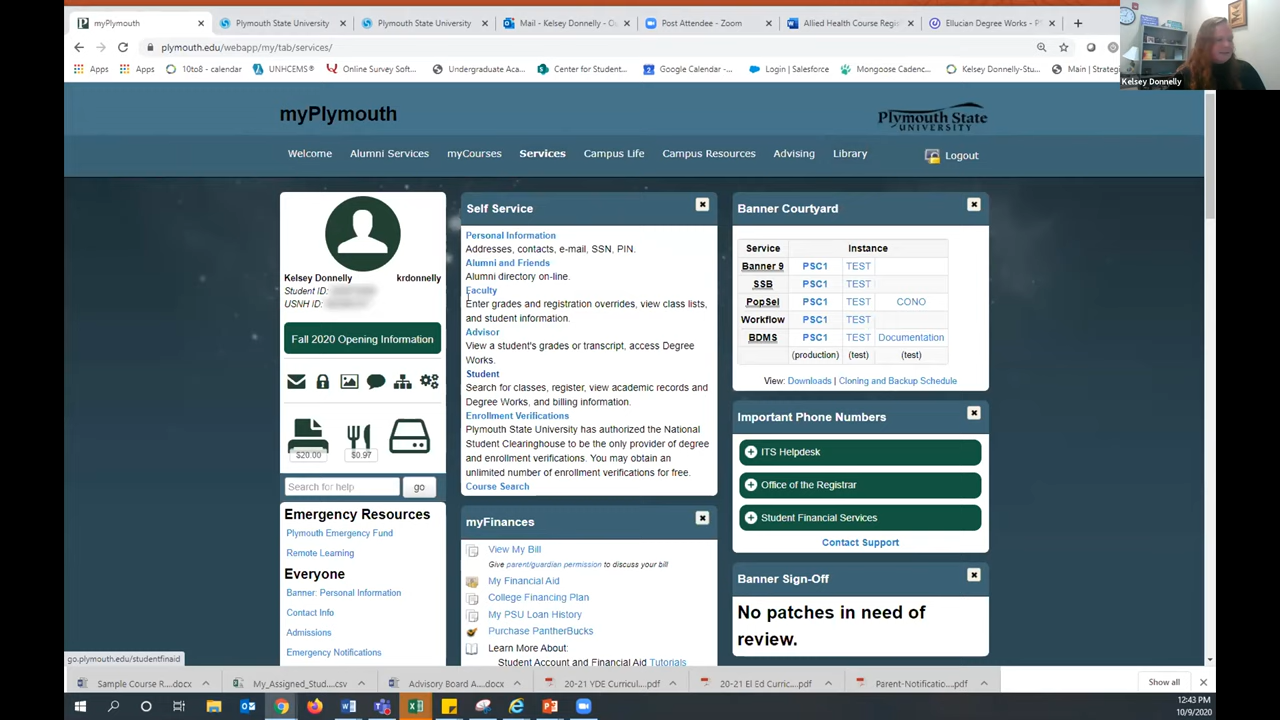 myPlymouth
Plymouth State University
Plymouth State University
Mail - Kelsey Donnelly - Ou
Post Attendee - Zoom
Allied Health Course Regis
Ellucian Degree Works - PS
plymouth.edu/webapp/my/tab/services/
Apps
Apps
10to8 - calendar
UNHCEMS®
Online Survey Soft...
Undergraduate Aca...
Center for Student...
Google Calendar -...
Login | Salesforce
Mongoose Cadenc...
Kelsey Donnelly-Stu...
Main | Strategi
Kelsey Donnelly
myPlymouth
Plymouth State
UNIVERSITY
Welcome
Alumni Services
myCourses
Services
Campus Life
Campus Resources
Advising
Library
Logout
Kelsey Donnelly
krdonnelly
Student ID:
USNH ID:
Fall 2020 Opening Information
$20.00
$0.97
Search for help
go
Emergency Resources
Plymouth Emergency Fund
Remote Learning
Everyone
Banner: Personal Information
Contact Info
Admissions
Emergency Notifications
Self Service
Personal Information
Addresses, contacts, e-mail, SSN, PIN.
Alumni and Friends
Alumni directory on-line.
Faculty
Enter grades and registration overrides, view class lists,
and student information.
Advisor
View a student's grades or transcript, access Degree
Works.
Student
Search for classes, register, view academic records and
Degree Works, and billing information.
Enrollment Verifications
Plymouth State University has authorized the National
Student Clearinghouse to be the only provider of degree
and enrollment verifications. You may obtain an
unlimited number of enrollment verifications for free.
Course Search
myFinances
View My Bill
Give parent/guardian permission to discuss your bill
My Financial Aid
College Financing Plan
My PSU Loan History
Purchase PantherBucks
Learn More About:
Student Account and Financial Aid Tutorials
Banner Courtyard
Service Instance
Banner 9 PSC1 TEST
SSB PSC1 TEST
PopSel PSC1 TEST CONO
Workflow PSC1 TEST
BDMS PSC1 TEST Documentation
(production) (test) (test)
View: Downloads | Cloning and Backup Schedule
Important Phone Numbers
ITS Helpdesk
Office of the Registrar
Student Financial Services
Contact Support
Banner Sign-Off
No patches in need of
review.
go.plymouth.edu/studentfinaid
Sample Course R....docx
My_Assigned_Stud....csv
Advisory Board A....docx
20-21 YDE Curricul....pdf
20-21 El Ed Curric....pdf
Parent-Notificatio....pdf
Show all
12:43 PM
10/9/2020